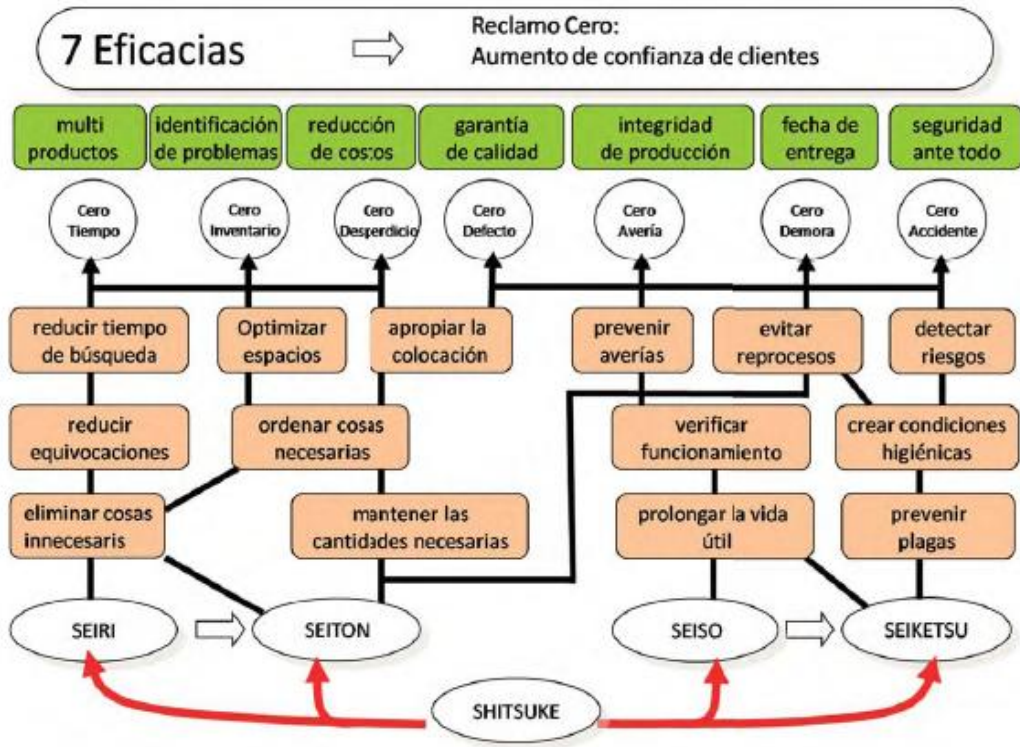 7 Eficacias
Reclamo Cero:
Aumento de confianza de clientes
multi
productos
identificación
de problemas
reducción
de costos
garantía
de calidad
integridad
de producción
fecha de
entrega
seguridad
ante todo
Cero
Tiempo
Cero
Inventario
Cero
Desperdicio
Cero
Defecto
Cero
Avería
Cero
Demora
Cero
Accidente
reducir tiempo
de búsqueda
Optimizar
espacios
apropiar la
colocación
prevenir
averías
evitar
reprocesos
detectar
riesgos
reducir
equivocaciones
ordenar cosas
necesarias
verificar
funcionamiento
crear condiciones
higiénicas
eliminar cosas
innecesaris
mantener las
cantidades necesarias
prolongar la vida
útil
prevenir
plagas
SEIRI
SEITON
SEISO
SEIKETSU
SHITSUKE